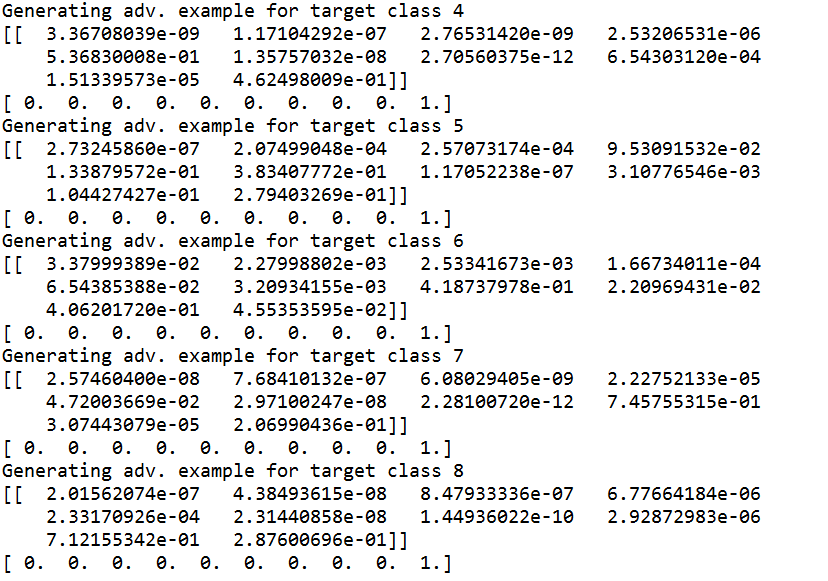 Generating adv. example for target class 4
[[ 3.36708039e-09 1.17104292e-07 2.76531420e-09 2.53206531e-06
5.36830008e-01 1.35757032e-08 2.70560375e-12 6.54303120e-04
1.51339573e-05 4.62498009e-01]]
[ 0. 0. 0. 0. 0. 0. 0. 0. 0. 1.]
Generating adv. example for target class 5
[[ 2.73245860e-07 2.07499048e-04 2.57073174e-04 9.53091532e-02
1.33879572e-01 3.83407772e-01 1.17052238e-07 3.10776546e-03
1.04427427e-01 2.79403269e-01]]
[ 0. 0. 0. 0. 0. 0. 0. 0. 0. 1.]
Generating adv. example for target class 6
[[ 3.37999389e-02 2.27998802e-03 2.53341673e-03 1.66734011e-04
6.54385388e-02 3.20934155e-03 4.18737978e-01 2.20969431e-02
4.06201720e-01 4.55353595e-02]]
[ 0. 0. 0. 0. 0. 0. 0. 0. 0. 1.]
Generating adv. example for target class 7
[[ 2.57460400e-08 7.68410132e-07 6.08029405e-09 2.22752133e-05
4.72003669e-02 2.97100247e-08 2.28100720e-12 7.45755315e-01
3.07443079e-05 2.06990436e-01]]
[ 0. 0. 0. 0. 0. 0. 0. 0. 0. 1.]
Generating adv. example for target class 8
[[ 2.01562074e-07 4.38493615e-08 8.47933336e-07 6.77664184e-06
2.33170926e-04 2.31440858e-08 1.44936022e-10 2.92872983e-06
7.12155342e-01 2.87600696e-01]]
[ 0. 0. 0. 0. 0. 0. 0. 0. 0. 1.]